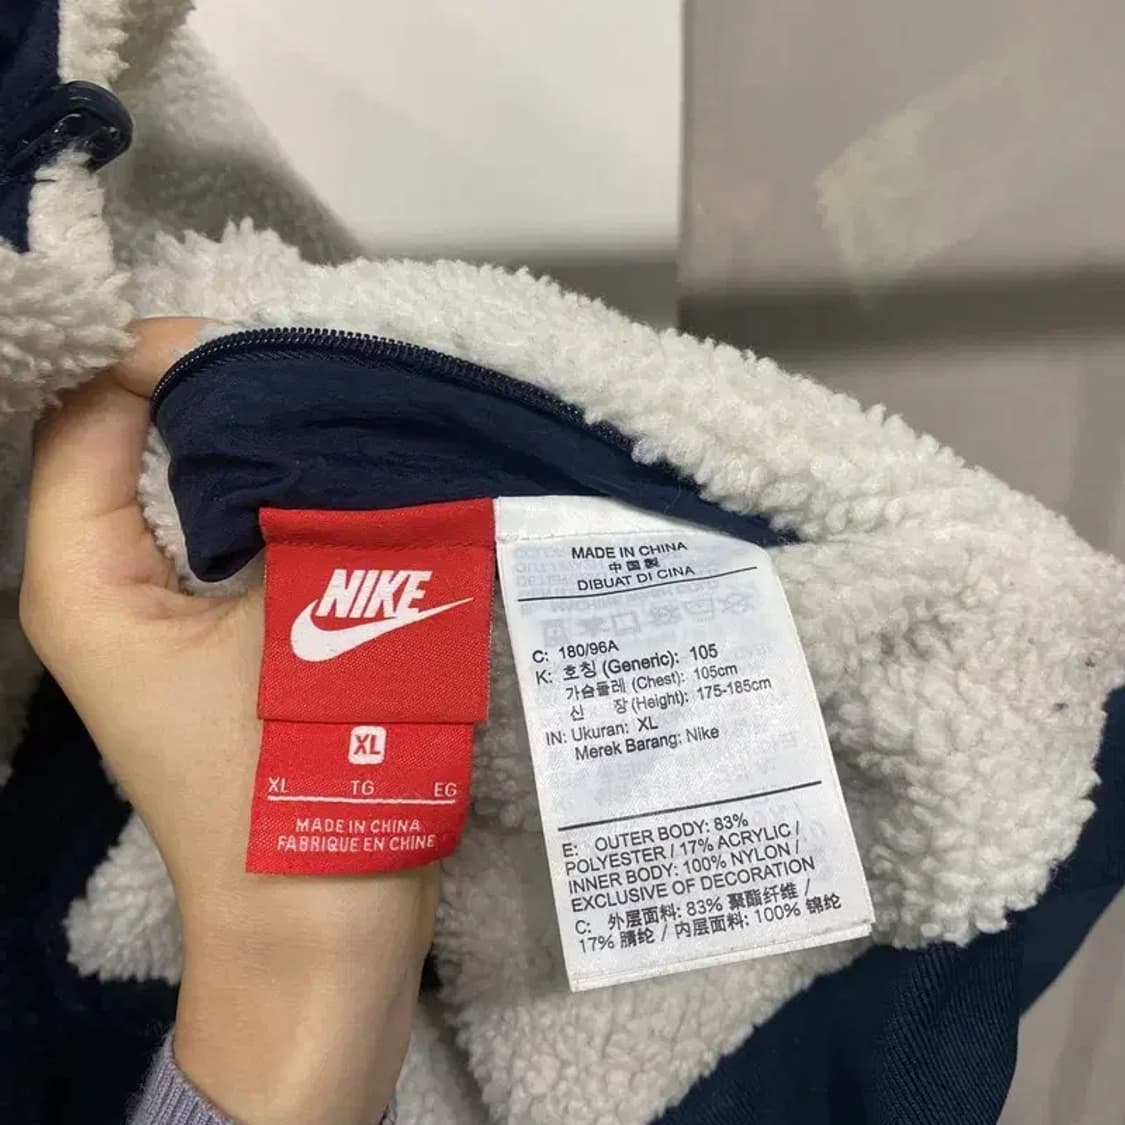 NIKE
XL
XL TG EG
MADE IN CHINA
FABRIQUE EN CHINE
MADE IN CHINA
中国製
DIBUAT DI CINA
C: 180/96A
K: 호칭 (Generic): 105
가슴둘레 (Chest): 105cm
신 장 (Height): 175-185cm
IN: Ukuran: XL
Merek Barang: Nike
E: OUTER BODY: 83%
POLYESTER / 17% ACRYLIC /
INNER BODY: 100% NYLON /
EXCLUSIVE OF DECORATION
C: 外层面料: 83% 聚酯纤维 /
17% 腈纶 / 内层面料: 100% 锦纶